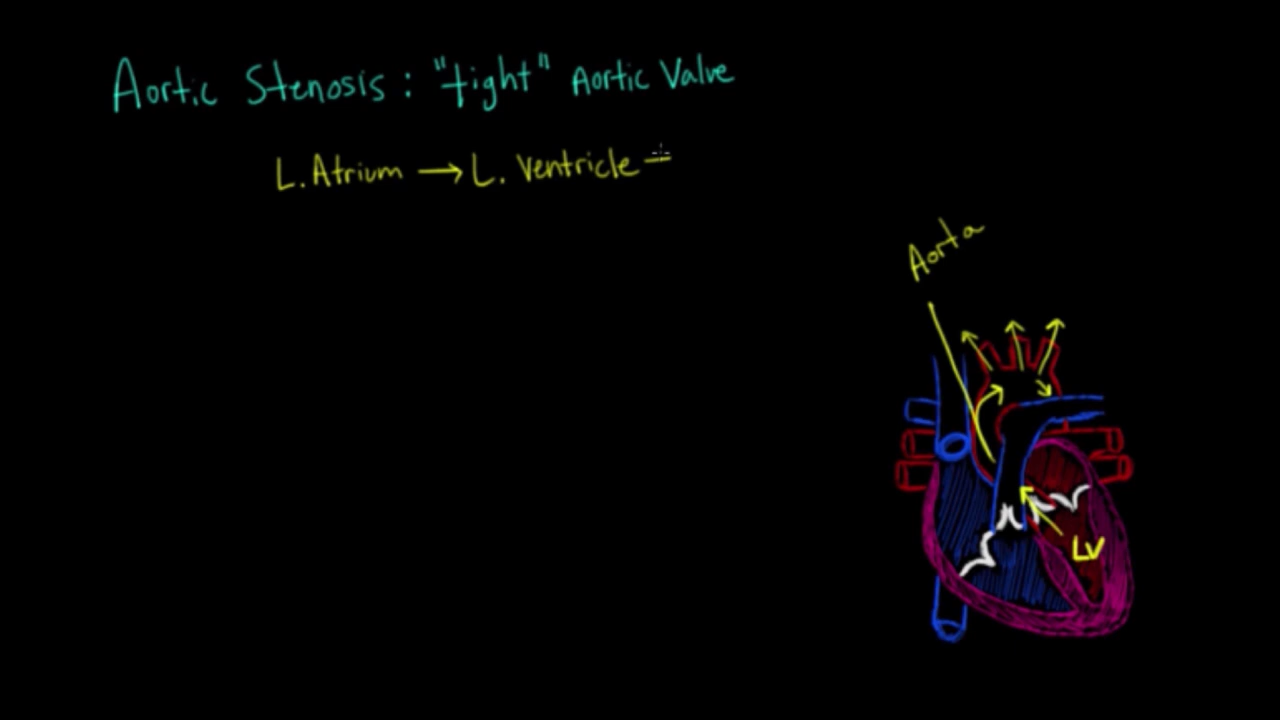 Aortic Stenosis: "tight" Aortic Valve
L. Atrium → L. Ventricle –
Aorta
LV